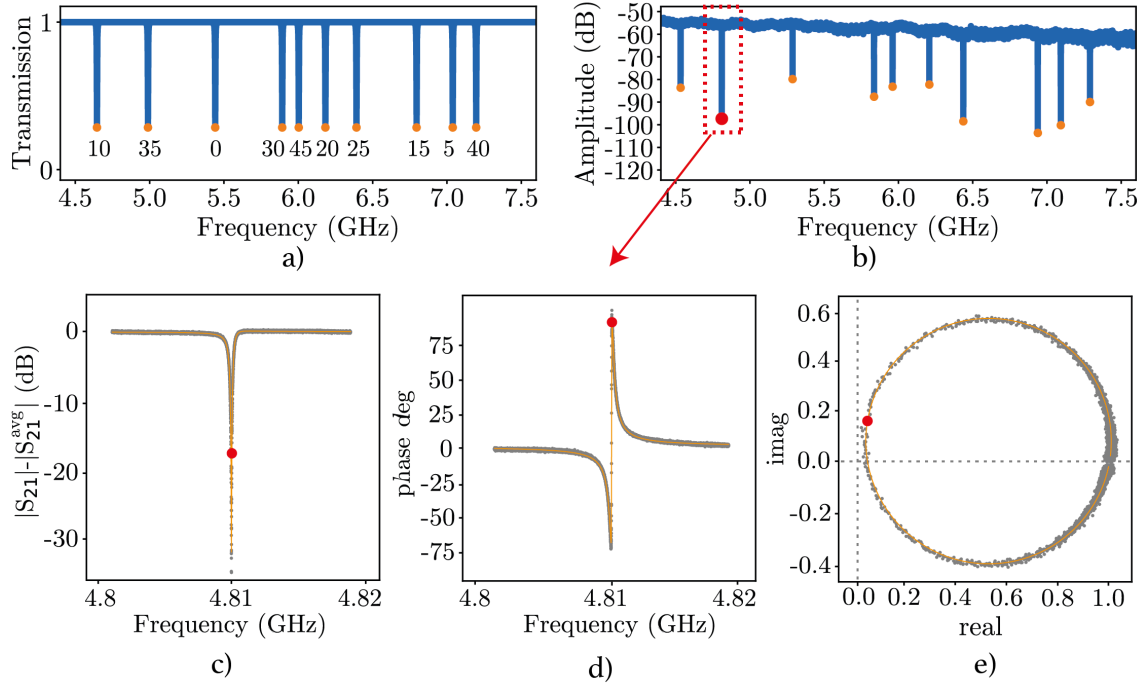 Transmission
1
0
10 35 0 30 45 20 25 15 5 40
4.5 5.0 5.5 6.0 6.5 7.0 7.5
Frequency (GHz)
a)
Amplitude (dB)
-50
-60
-70
-80
-90
-100
-110
-120
4.5 5.0 5.5 6.0 6.5 7.0 7.5
Frequency (GHz)
b)
|S21|-|S21avg| (dB)
0
-10
-20
-30
4.8 4.81 4.82
Frequency (GHz)
c)
phase deg
75
50
25
0
-25
-50
-75
4.8 4.81 4.82
Frequency (GHz)
d)
imag
0.6
0.4
0.2
0.0
-0.2
-0.4
0.0 0.2 0.4 0.6 0.8 1.0
real
e)